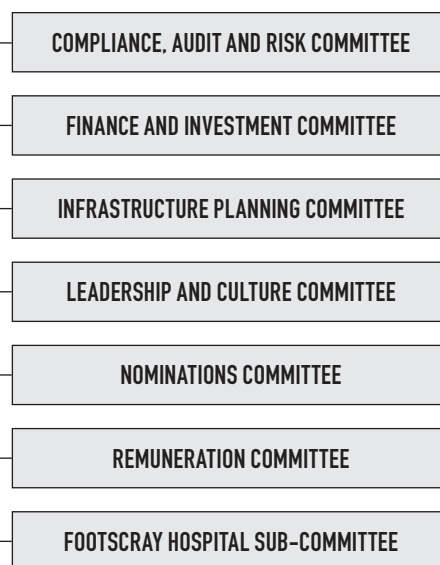 COMPLIANCE, AUDIT AND RISK COMMITTEE
FINANCE AND INVESTMENT COMMITTEE
INFRASTRUCTURE PLANNING COMMITTEE
LEADERSHIP AND CULTURE COMMITTEE
NOMINATIONS COMMITTEE
REMUNERATION COMMITTEE
FOOTSCRAY HOSPITAL SUB-COMMITTEE